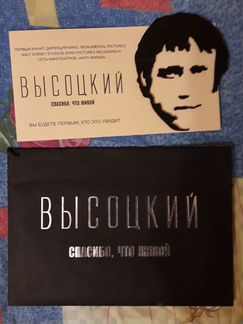 ПЕРВЫЙ КАНАЛ, ДИРЕКЦИЯ КИНО, MONUMENTAL PICTURES,
WALT DISNEY STUDIOS SONY PICTURES RELEASING И
СЕТЬ КИНОТЕАТРОВ «КАРО ФИЛЬМ»
ВЫСОЦКИЙ
СПАСИБО, ЧТО ЖИВОЙ
ВЫ БУДЕТЕ ПЕРВЫМ, КТО ЭТО УВИДИТ
ВЫСОЦКИЙ
СПАСИБО, ЧТО ЖИВОЙ